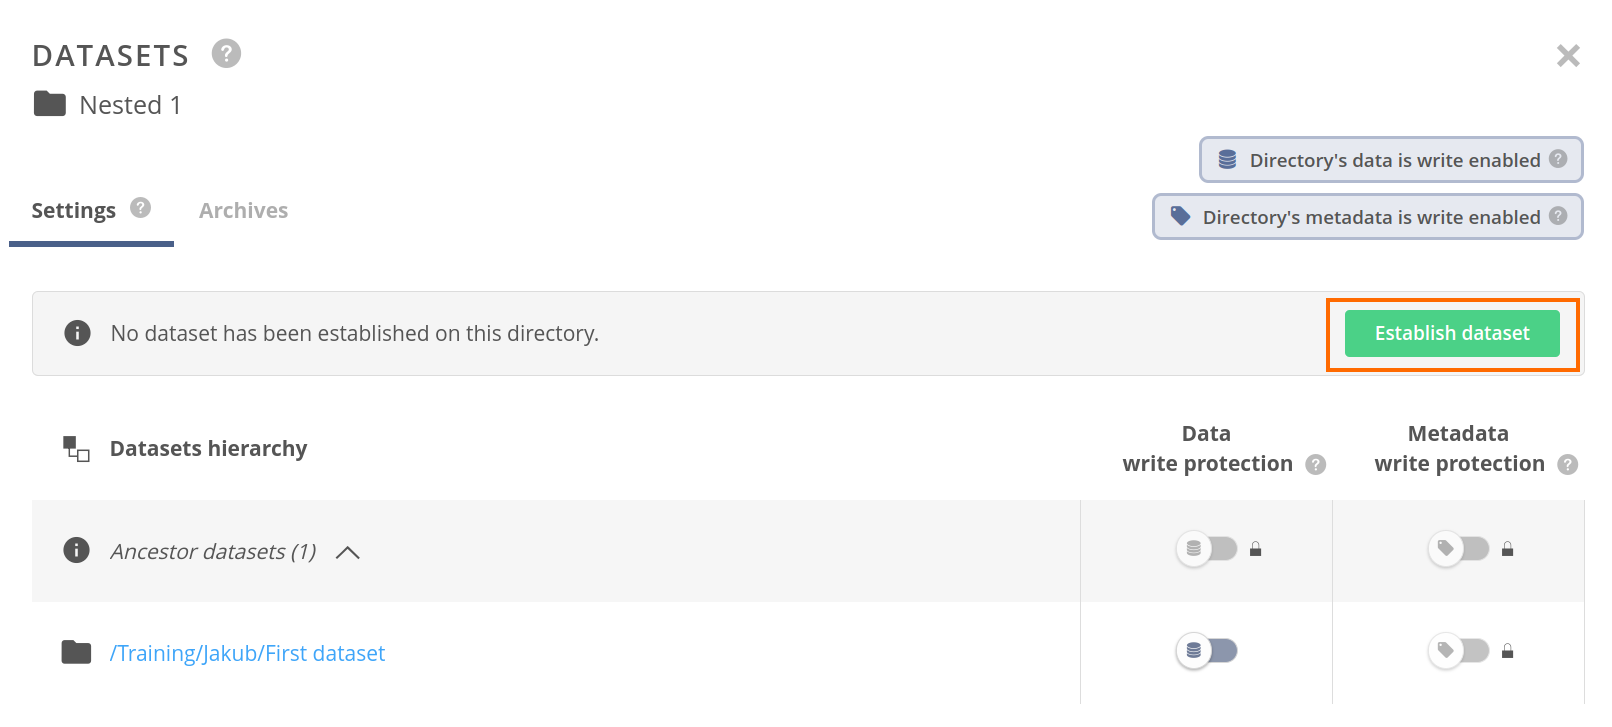 DATASETS
Nested 1
Directory's data is write enabled
Directory's metadata is write enabled
Settings
Archives
No dataset has been established on this directory.
Establish dataset
Datasets hierarchy
Data
write protection
Metadata
write protection
Ancestor datasets (1)
/Training/Jakub/First dataset